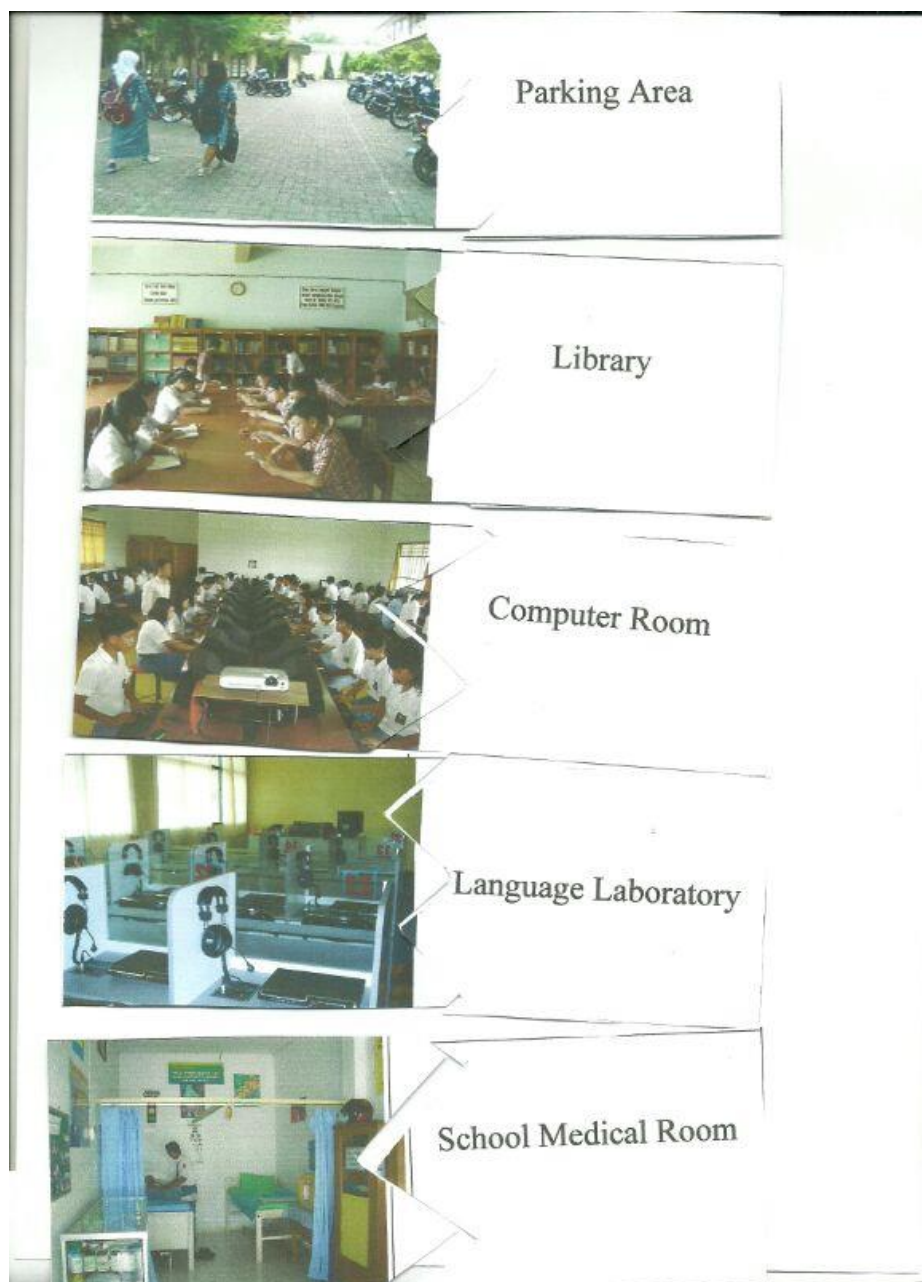 Parking Area
Library
Computer Room
Language Laboratory
School Medical Room